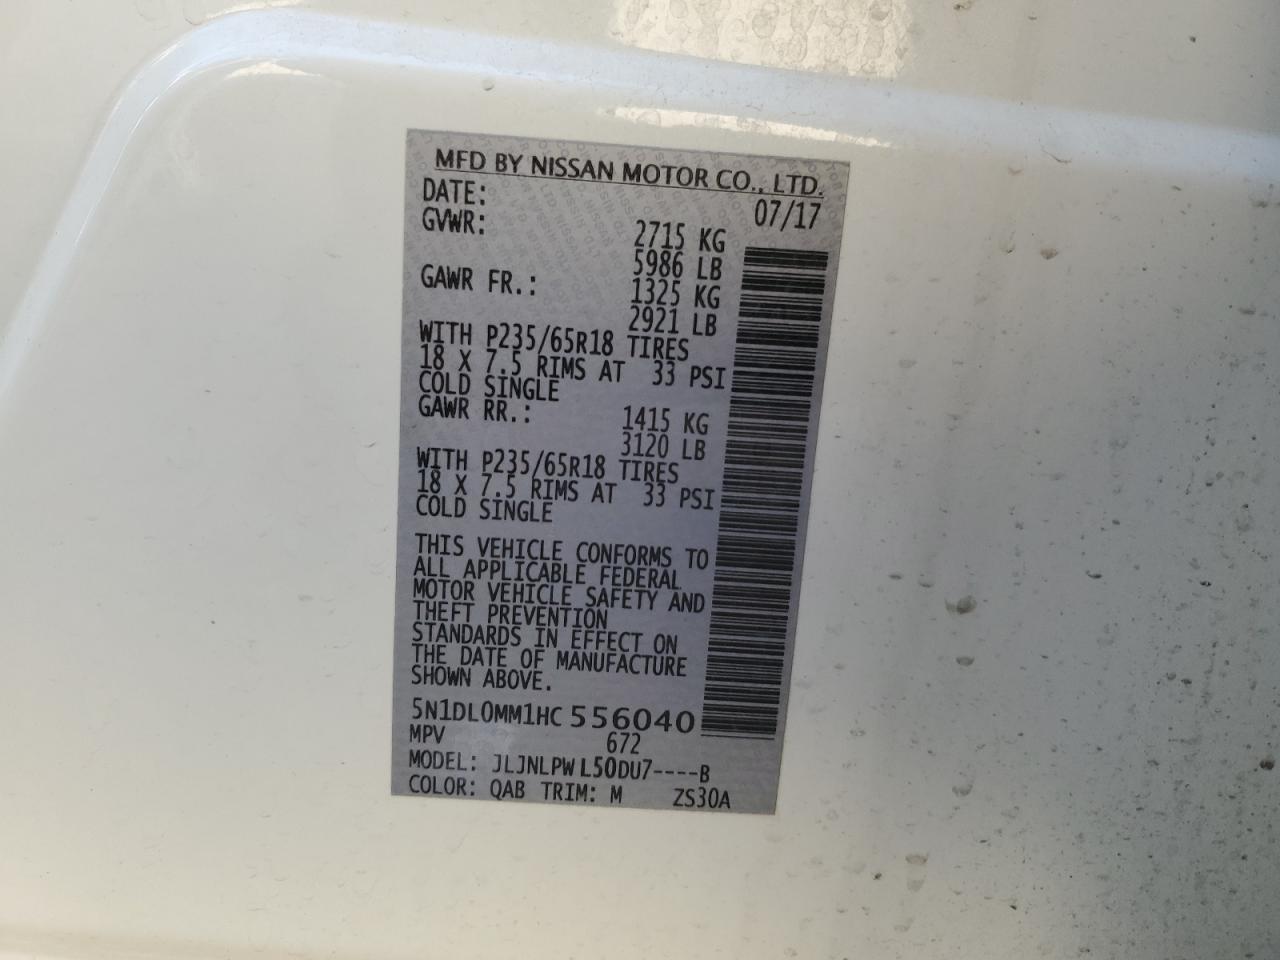 MFD BY NISSAN MOTOR CO., LTD.
DATE: 07/17
GVWR: 2715 KG
5986 LB
GAWR FR.: 1325 KG
2921 LB
WITH P235/65R18 TIRES
18 X 7.5 RIMS AT 33 PSI
COLD SINGLE
GAWR RR.: 1415 KG
3120 LB
WITH P235/65R18 TIRES
18 X 7.5 RIMS AT 33 PSI
COLD SINGLE
THIS VEHICLE CONFORMS TO
ALL APPLICABLE FEDERAL
MOTOR VEHICLE SAFETY AND
THEFT PREVENTION
STANDARDS IN EFFECT ON
THE DATE OF MANUFACTURE
SHOWN ABOVE.
5N1DL0MM1HC 556040
MPV 672
MODEL: JLJNLPW L50DU7----B
COLOR: QAB TRIM: M ZS30A